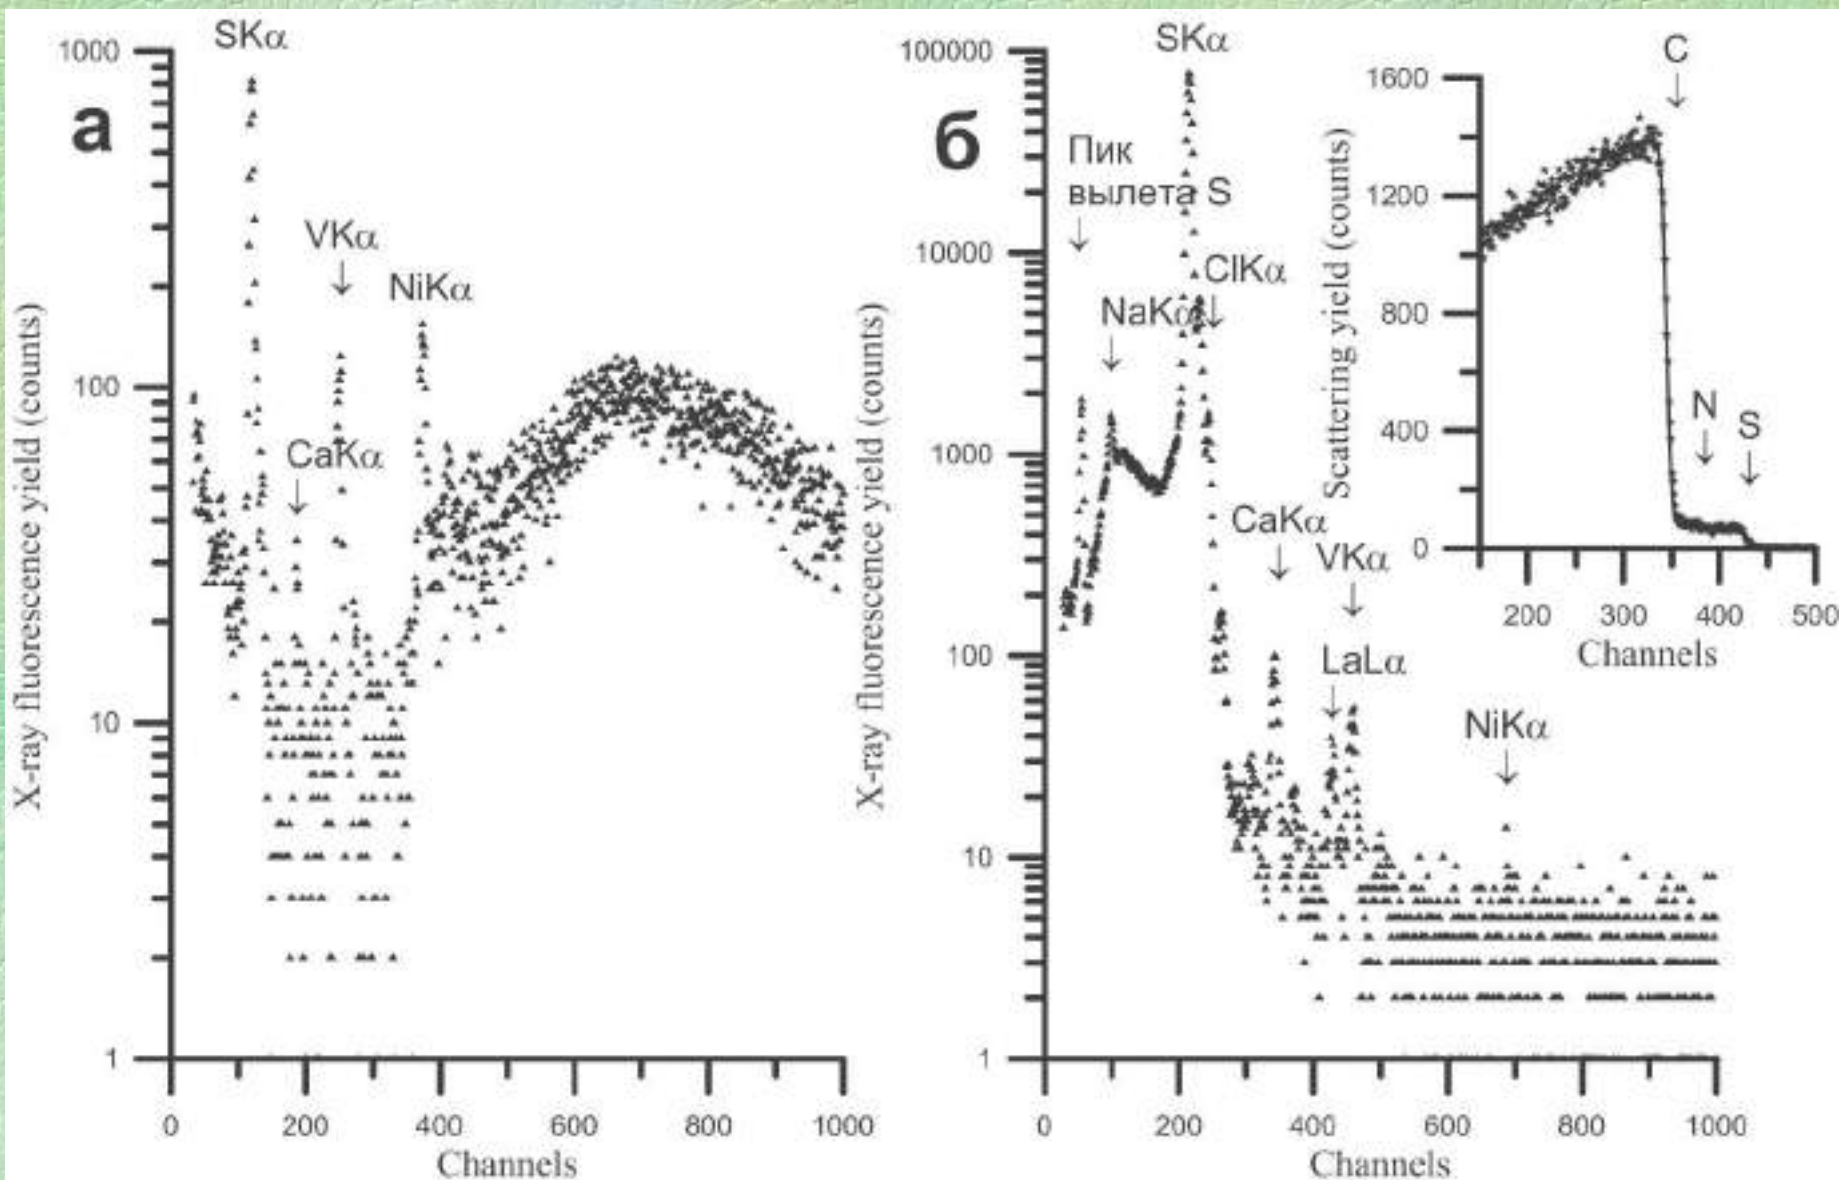 а
SKα
VKα
NiKα
CaKα
1000
100
10
1
0
200
400
600
800
1000
X-ray fluorescence yield (counts)
Channels
б
SKα
Пик
вылета S
NaKα
ClKα
CaKα
VKα
LaLα
NiKα
100000
10000
1000
100
10
1
0
200
400
600
800
1000
X-ray fluorescence yield (counts)
Channels
C
N
S
1600
1200
800
400
0
200
300
400
500
Scattering yield (counts)
Channels